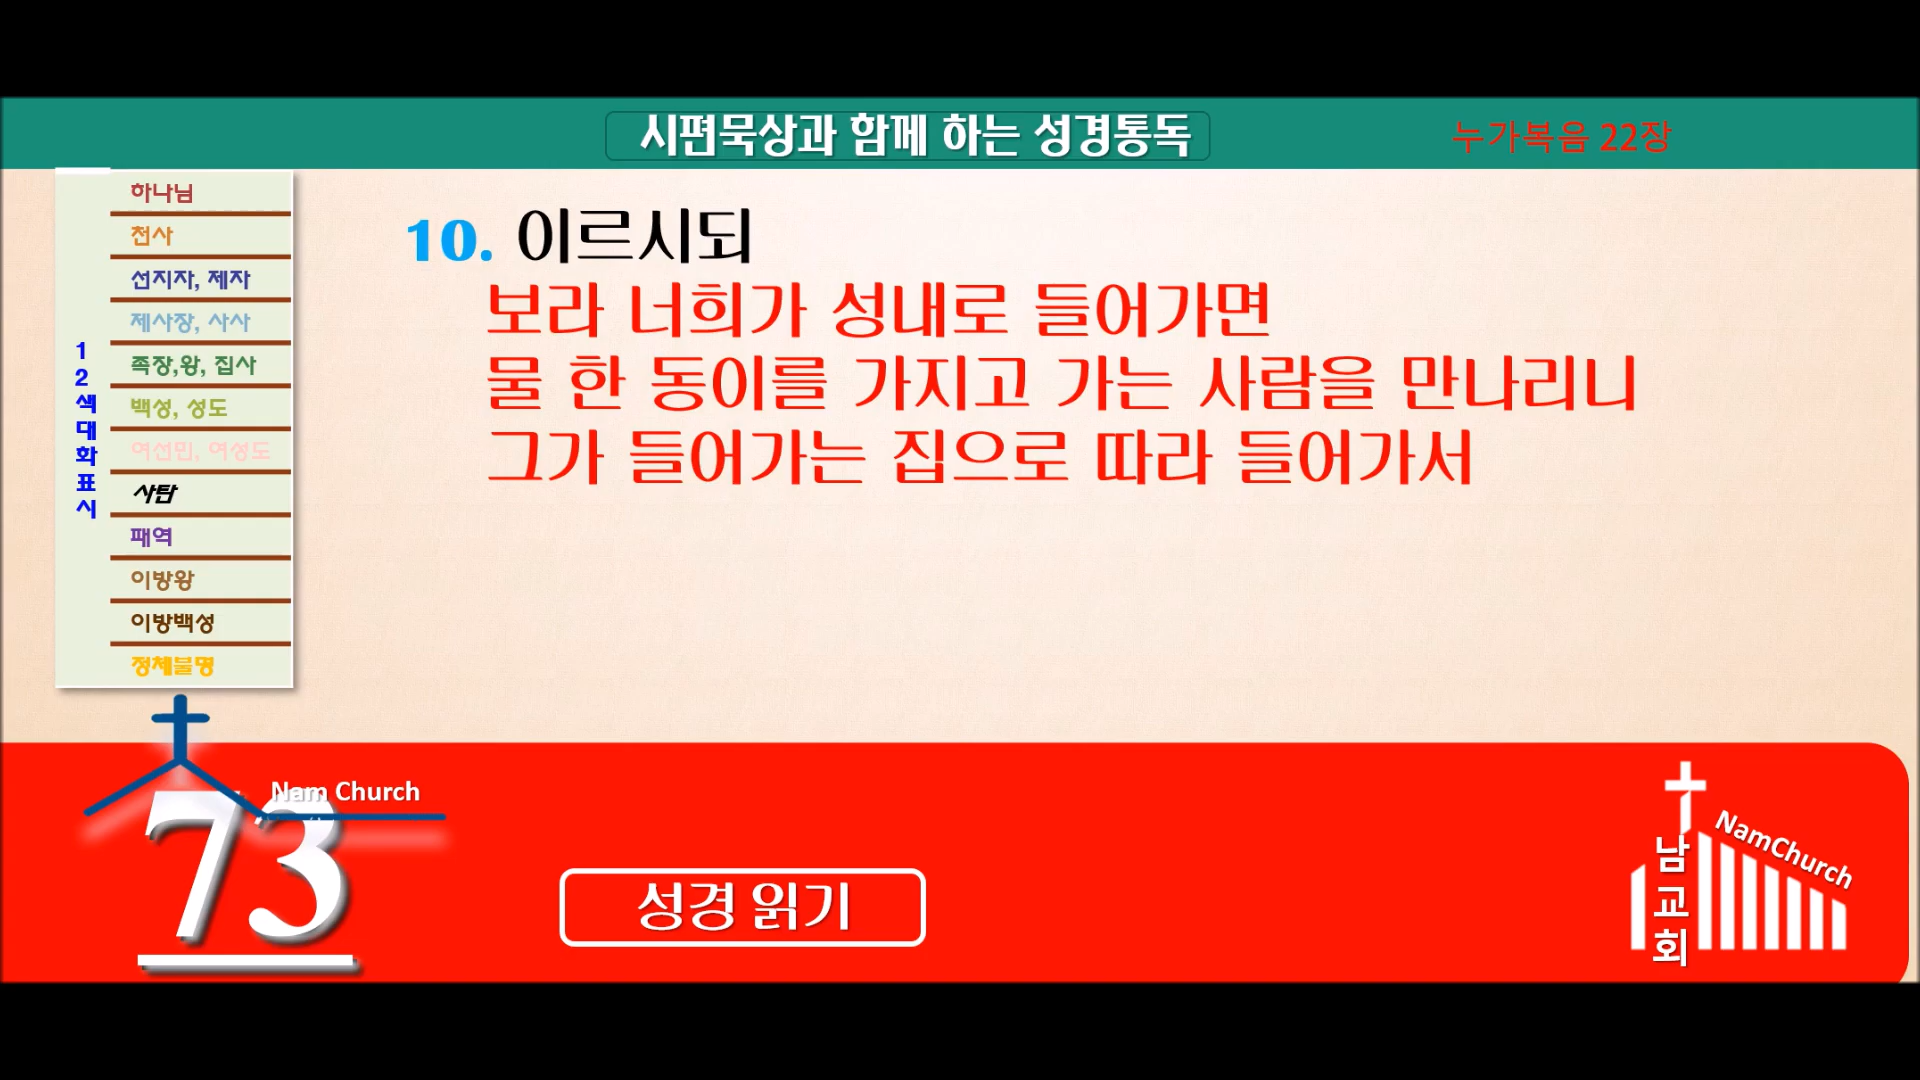 시편묵상과 함께 하는 성경통독
누가복음 22장
12색대화표시
하나님
천사
선지자, 제자
제사장, 사사
족장,왕, 집사
백성, 성도
여선민, 여성도
사탄
패역
이방왕
이방백성
정체불명
10. 이르시되
보라 너희가 성내로 들어가면
물 한 동이를 가지고 가는 사람을 만나리니
그가 들어가는 집으로 따라 들어가서
Nam Church
73
성경 읽기
NamChurch
남교회